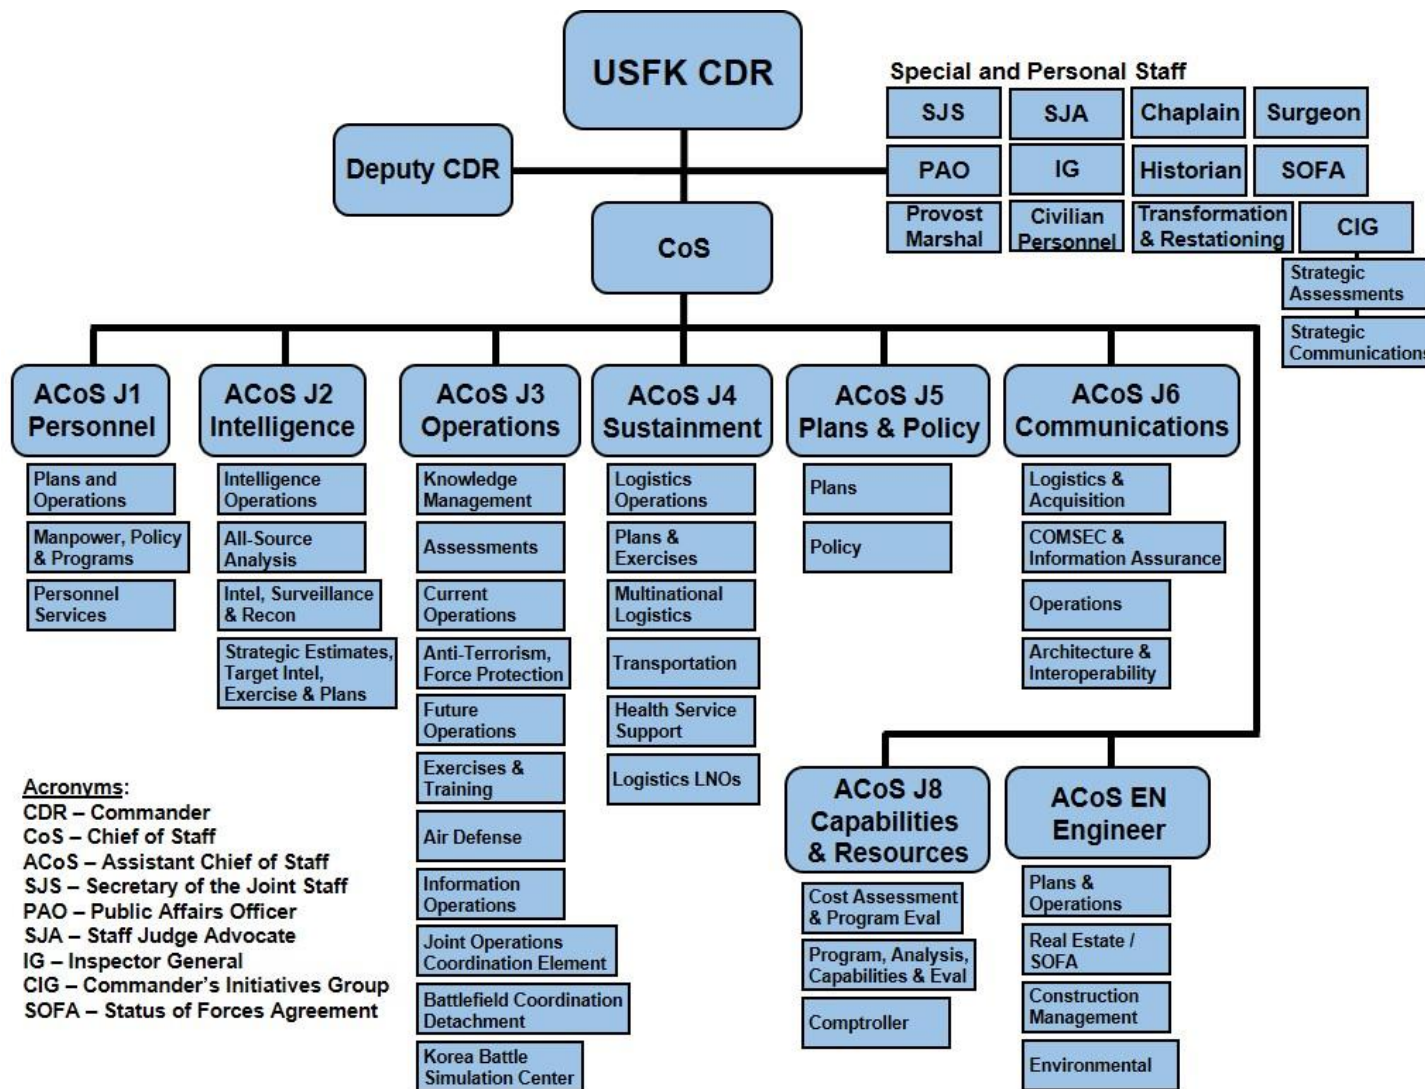 USFK CDR
Special and Personal Staff
SJS
SJA
Chaplain
Surgeon
Deputy CDR
PAO
IG
Historian
SOFA
Provost
Marshal
Civilian
Personnel
Transformation
& Restationing
CIG
CoS
Strategic
Assessments
Strategic
Communications
ACoS J1
Personnel
Plans and
Operations
Manpower, Policy
& Programs
Personnel
Services
ACoS J2
Intelligence
Intelligence
Operations
All-Source
Analysis
Intel, Surveillance
& Recon
Strategic Estimates,
Target Intel,
Exercise & Plans
ACoS J3
Operations
Knowledge
Management
Assessments
Current
Operations
Anti-Terrorism,
Force Protection
Future
Operations
Exercises &
Training
Air Defense
Information
Operations
Joint Operations
Coordination Element
Battlefield Coordination
Detachment
Korea Battle
Simulation Center
ACoS J4
Sustainment
Logistics
Operations
Plans &
Exercises
Multinational
Logistics
Transportation
Health Service
Support
Logistics LNOs
ACoS J5
Plans & Policy
Plans
Policy
ACoS J6
Communications
Logistics &
Acquisition
COMSEC &
Information Assurance
Operations
Architecture &
Interoperability
ACoS J8
Capabilities
& Resources
Cost Assessment
& Program Eval
Program, Analysis,
Capabilities & Eval
Comptroller
ACoS EN
Engineer
Plans &
Operations
Real Estate /
SOFA
Construction
Management
Environmental
Acronyms:
CDR – Commander
CoS – Chief of Staff
ACoS – Assistant Chief of Staff
SJS – Secretary of the Joint Staff
PAO – Public Affairs Officer
SJA – Staff Judge Advocate
IG – Inspector General
CIG – Commander's Initiatives Group
SOFA – Status of Forces Agreement